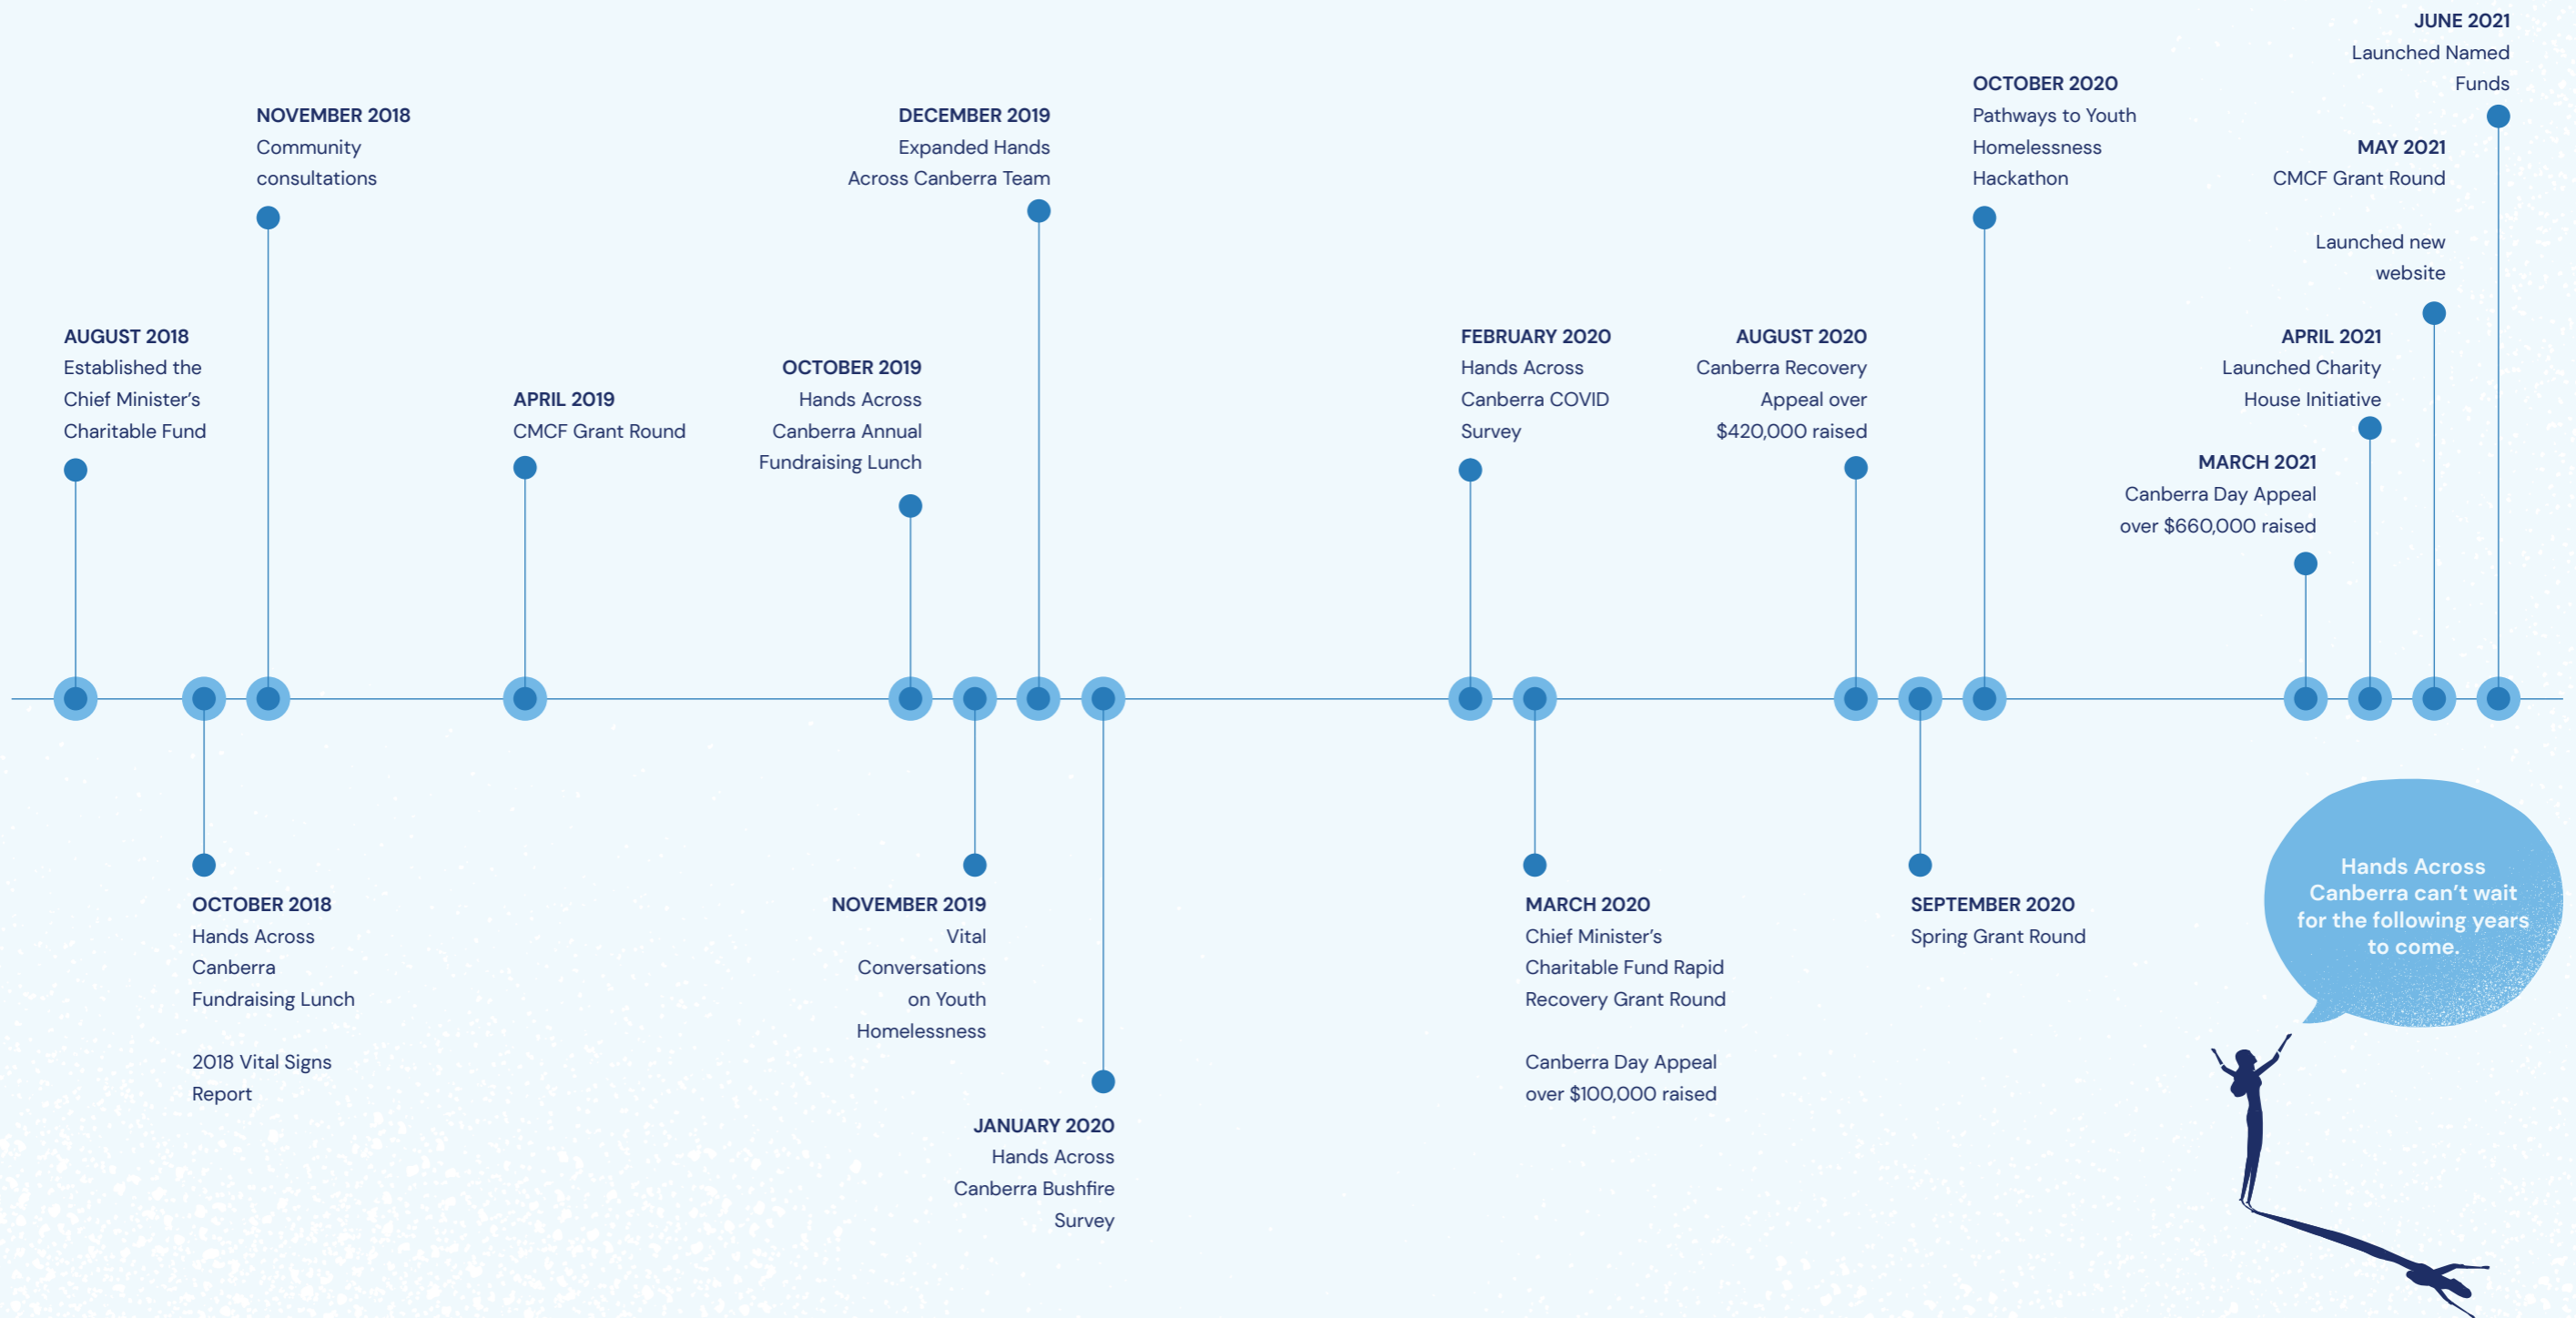 AUGUST 2018
Established the
Chief Minister’s
Charitable Fund
OCTOBER 2018
Hands Across
Canberra
Fundraising Lunch
2018 Vital Signs
Report
NOVEMBER 2018
Community
consultations
APRIL 2019
CMCF Grant Round
OCTOBER 2019
Hands Across
Canberra Annual
Fundraising Lunch
NOVEMBER 2019
Vital
Conversations
on Youth
Homelessness
DECEMBER 2019
Expanded Hands
Across Canberra Team
JANUARY 2020
Hands Across
Canberra Bushfire
Survey
FEBRUARY 2020
Hands Across
Canberra COVID
Survey
MARCH 2020
Chief Minister’s
Charitable Fund Rapid
Recovery Grant Round
Canberra Day Appeal
over $100,000 raised
AUGUST 2020
Canberra Recovery
Appeal over
$420,000 raised
SEPTEMBER 2020
Spring Grant Round
OCTOBER 2020
Pathways to Youth
Homelessness
Hackathon
MARCH 2021
Canberra Day Appeal
over $660,000 raised
APRIL 2021
Launched Charity
House Initiative
MAY 2021
CMCF Grant Round
Launched new
website
JUNE 2021
Launched Named
Funds
Hands Across
Canberra can’t wait
for the following years
to come.